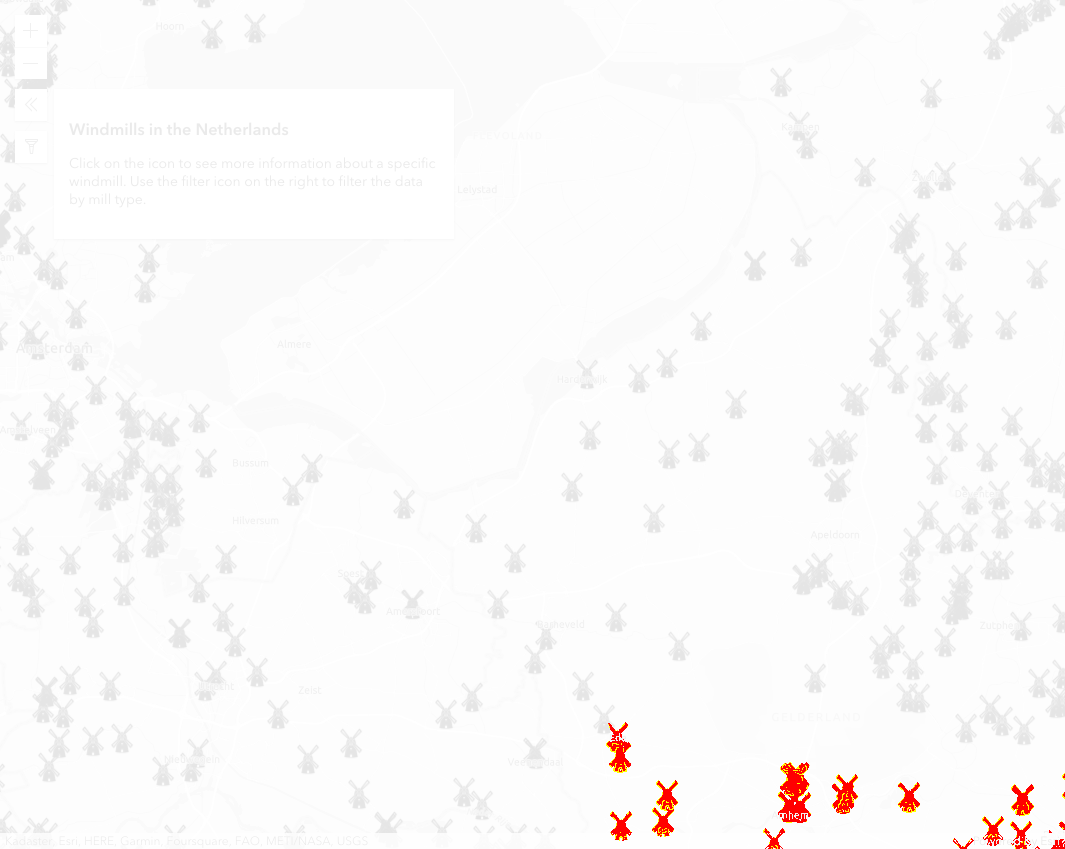 Hoorn
+
−
Windmills in the Netherlands
Click on the icon to see more information about a specific
windmill. Use the filter icon on the right to filter the data
by mill type.
Lelystad
Amsterdam
Almere
Harderwijk
Amstelveen
Bussum
Hilversum
Deventer
Apeldoorn
Soest
Amersfoort
Barneveld
Zutphen
Zeist
GELDERLAND
Veenendaal
Kadaster, Esri, HERE, Garmin, Foursquare, FAO, METI/NASA, USGS